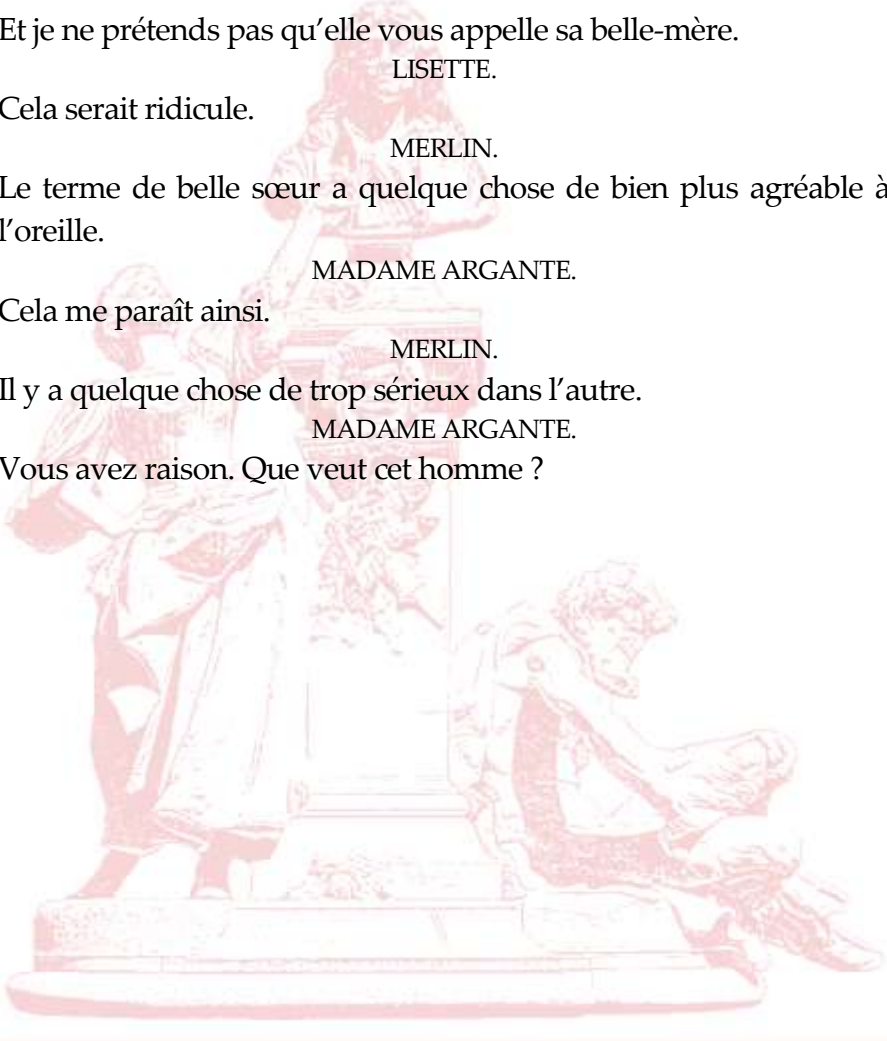 Et je ne prétends pas qu’elle vous appelle sa belle-mère.
LISETTE.
Cela serait ridicule.
MERLIN.
Le terme de belle sœur a quelque chose de bien plus agréable à
l’oreille.
MADAME ARGANTE.
Cela me paraît ainsi.
MERLIN.
Il y a quelque chose de trop sérieux dans l’autre.
MADAME ARGANTE.
Vous avez raison. Que veut cet homme ?